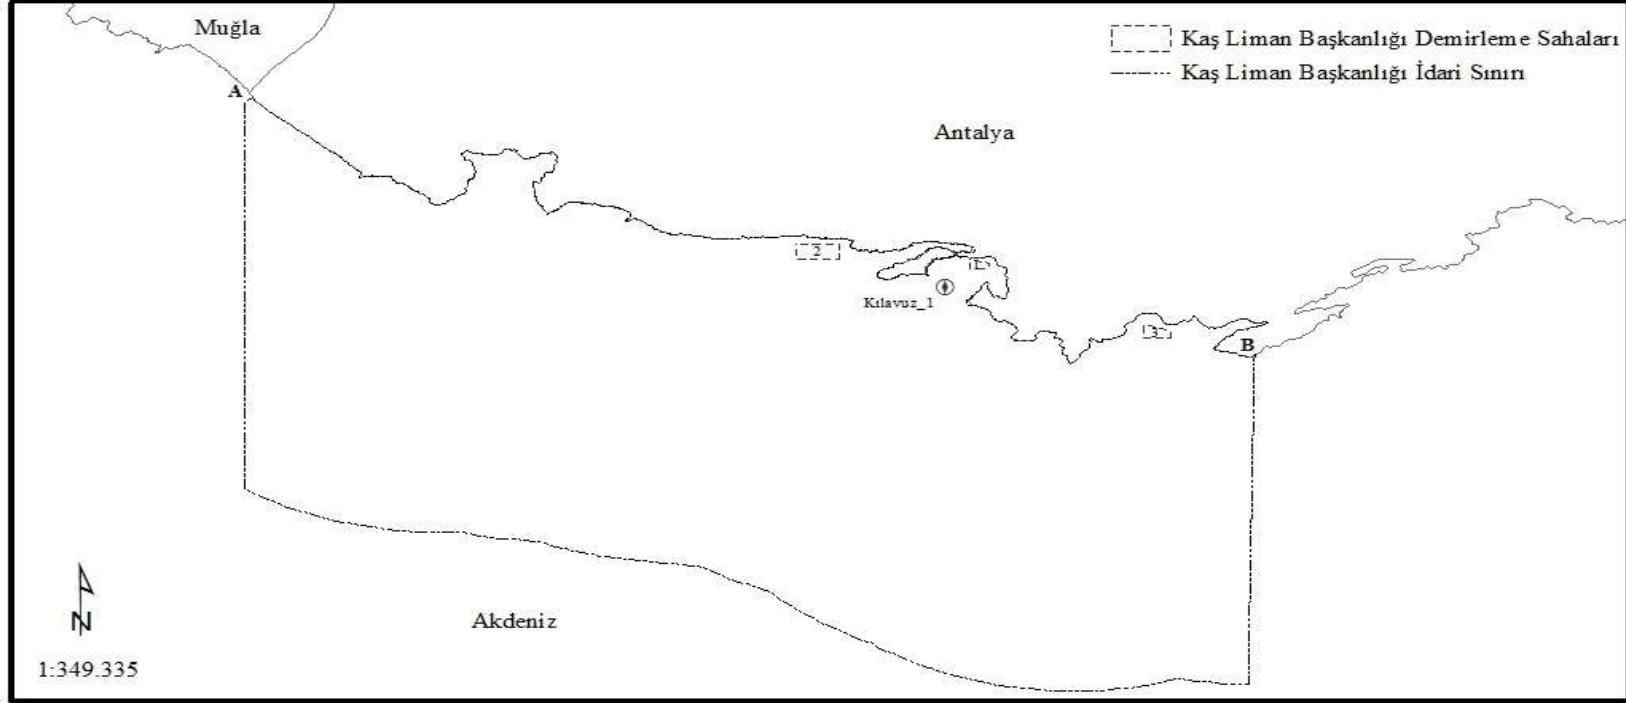 Muğla
Kaş Liman Başkanlığı Demirleme Sahaları
Kaş Liman Başkanlığı İdari Sınırı
A
Antalya
2
1
Kılavuz_1
3
B
Akdeniz
N
1:349.335